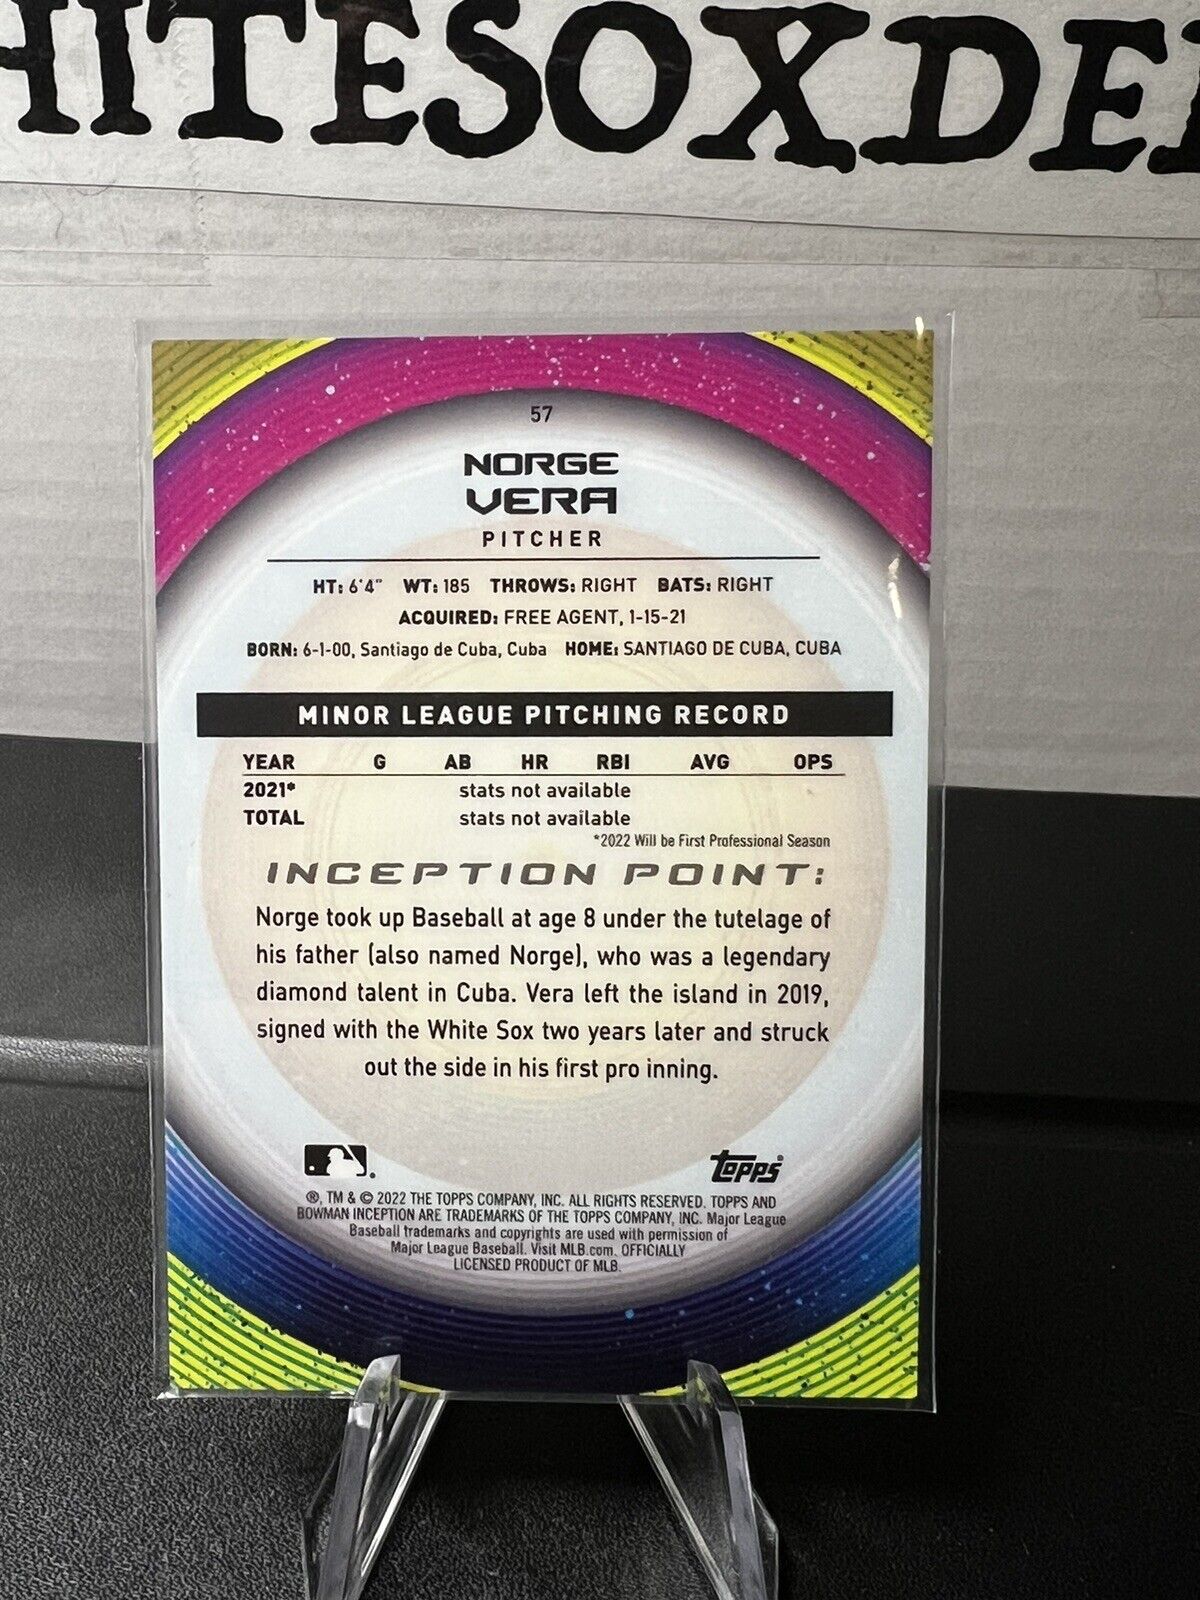 HITESOXDE
57
NORGE
VERA
PITCHER
HT: 6'4" WT: 185 THROWS: RIGHT BATS: RIGHT
ACQUIRED: FREE AGENT, 1-15-21
BORN: 6-1-00, Santiago de Cuba, Cuba HOME: SANTIAGO DE CUBA, CUBA
MINOR LEAGUE PITCHING RECORD
YEAR G AB HR RBI AVG OPS
2021* stats not available
TOTAL stats not available
*2022 Will be First Professional Season
INCEPTION POINT:
Norge took up Baseball at age 8 under the tutelage of
his father (also named Norge), who was a legendary
diamond talent in Cuba. Vera left the island in 2019,
signed with the White Sox two years later and struck
out the side in his first pro inning.
Topps®
®, TM & © 2022 THE TOPPS COMPANY, INC. ALL RIGHTS RESERVED. TOPPS AND
BOWMAN INCEPTION ARE TRADEMARKS OF THE TOPPS COMPANY, INC. Major League
Baseball trademarks and copyrights are used with permission of
Major League Baseball. Visit MLB.com. OFFICIALLY
LICENSED PRODUCT OF MLB.